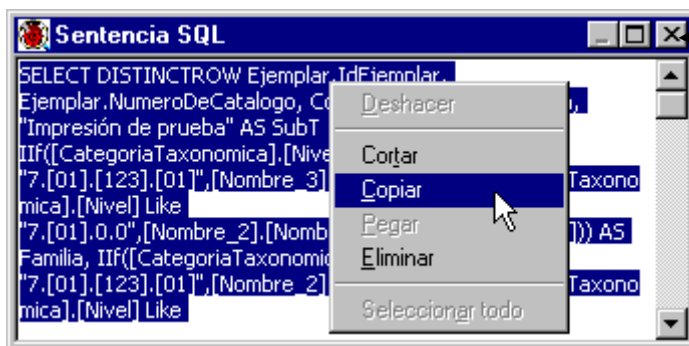 Sentencia SQL
SELECT DISTINCTROW Ejemplar.IdEjemplar,
Ejemplar.NumeroDeCatalogo, Co
"Impresión de prueba" AS SubT
IIf([CategoriaTaxonomica].[Nive
"7.[01].[123].[01]",[Nombre_3] Taxono
mica].[Nivel] Like
"7.[01].0.0",[Nombre_2].[Nomb ])) AS
Familia, IIf([CategoriaTaxonomic
"7.[01].[123].[01]",[Nombre_2] Taxono
mica].[Nivel] Like
Deshacer
Cortar
Copiar
Pegar
Eliminar
Seleccionar todo